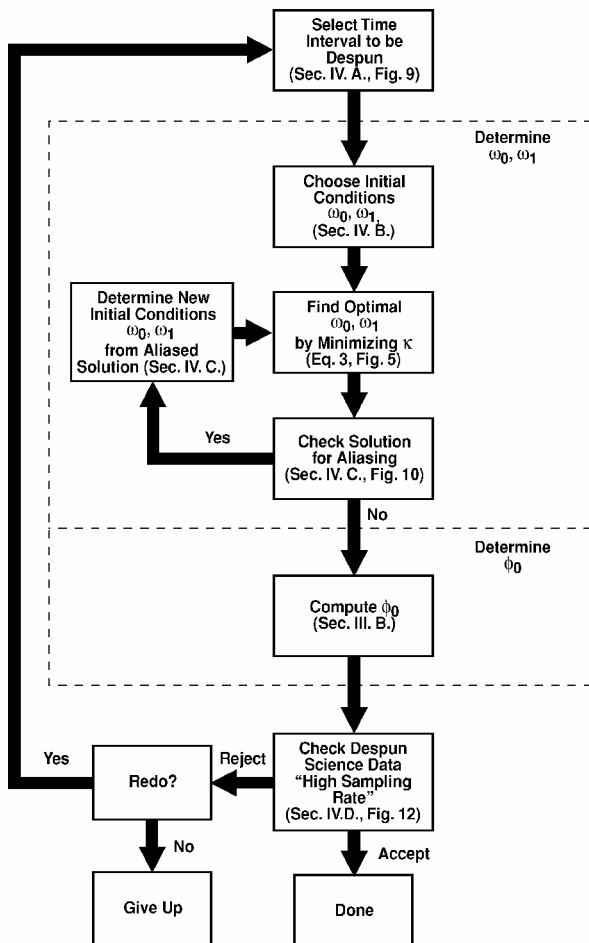 Select Time
Interval to be
Despun
(Sec. IV. A., Fig. 9)
Determine
ω0, ω1
Choose Initial
Conditions
ω0, ω1,
(Sec. IV. B.)
Determine New
Initial Conditions
ω0, ω1
from Aliased
Solution (Sec. IV. C.)
Find Optimal
ω0, ω1
by Minimizing κ
(Eq. 3, Fig. 5)
Yes
Check Solution
for Aliasing
(Sec. IV. C., Fig. 10)
No
Determine
ϕ0
Compute ϕ0
(Sec. III. B.)
Yes
Redo?
Reject
Check Despun
Science Data
“High Sampling
Rate”
(Sec. IV.D., Fig. 12)
No
Accept
Give Up
Done